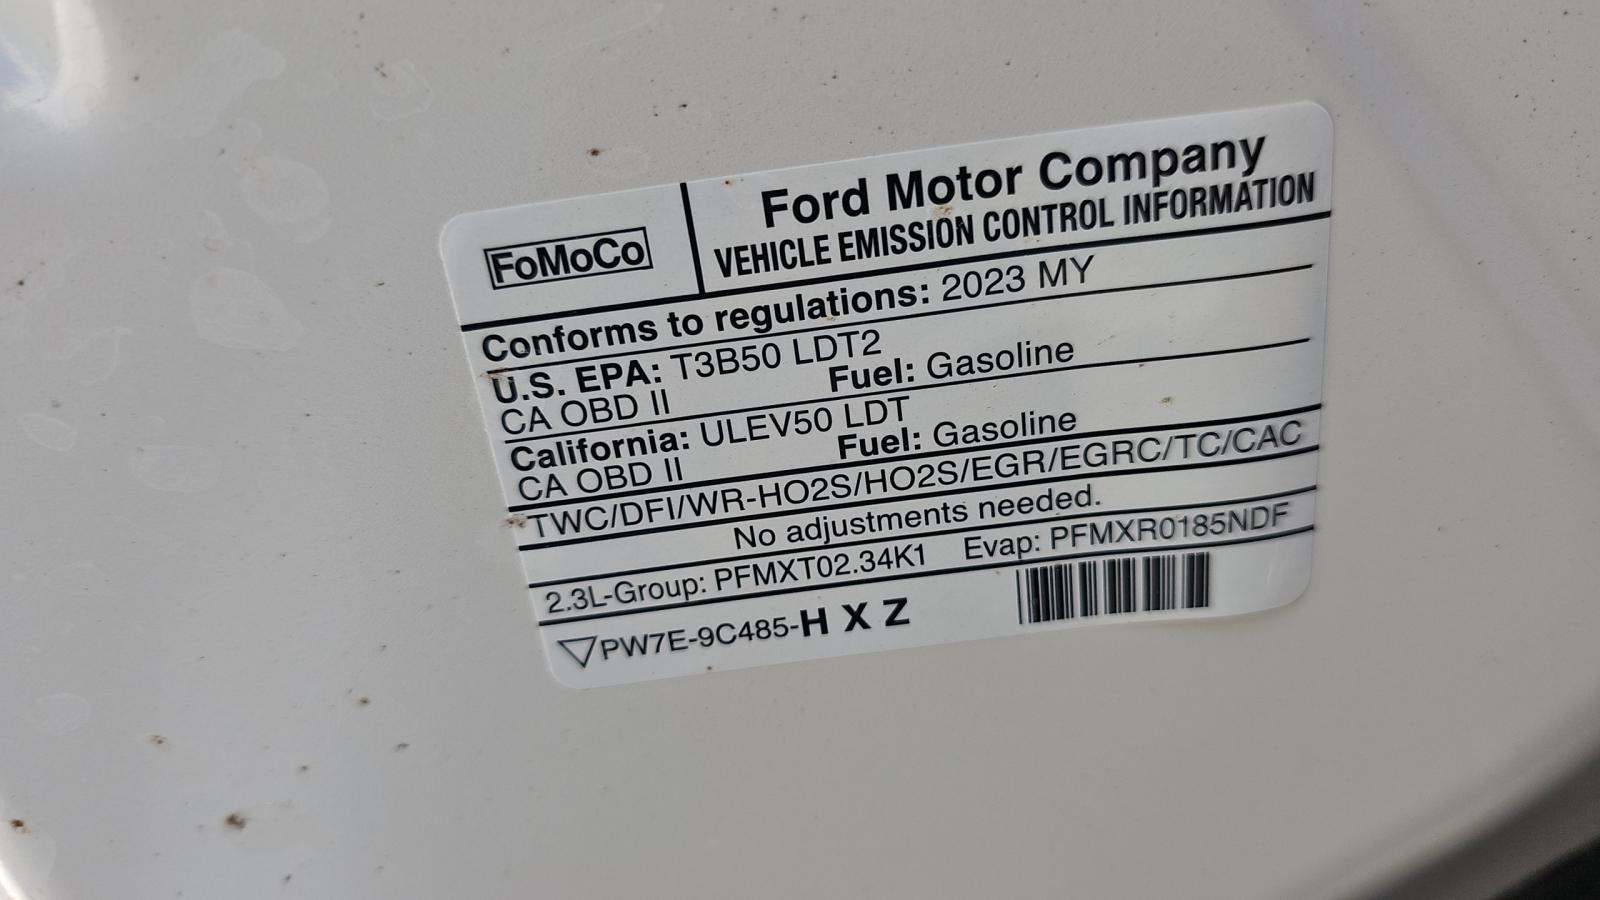 FoMoCo
Ford Motor Company
VEHICLE EMISSION CONTROL INFORMATION
Conforms to regulations: 2023 MY
U.S. EPA: T3B50 LDT2
CA OBD II Fuel: Gasoline
California: ULEV50 LDT
CA OBD II Fuel: Gasoline
TWC/DFI/WR-HO2S/HO2S/EGR/EGRC/TC/CAC
No adjustments needed.
2.3L-Group: PFMXT02.34K1 Evap: PFMXR0185NDF
PW7E-9C485-H X Z